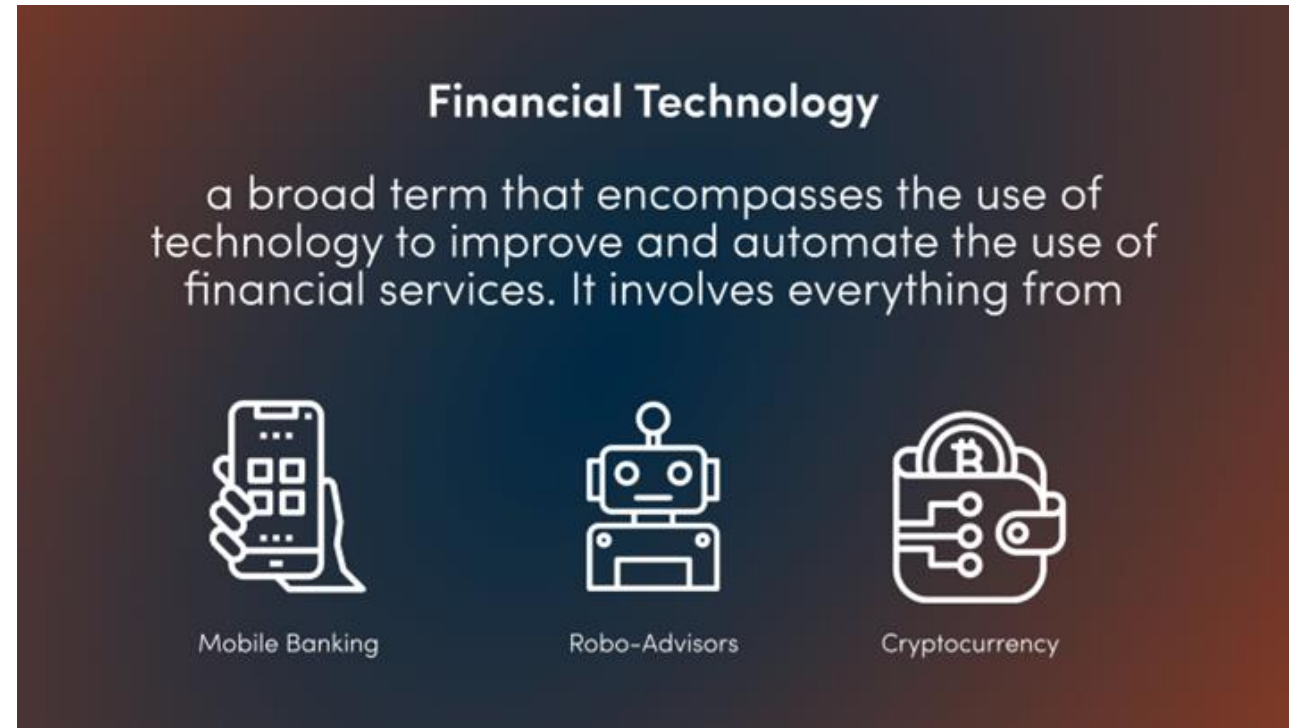 Financial Technology
a broad term that encompasses the use of
technology to improve and automate the use of
financial services. It involves everything from
Mobile Banking
Robo-Advisors
Cryptocurrency